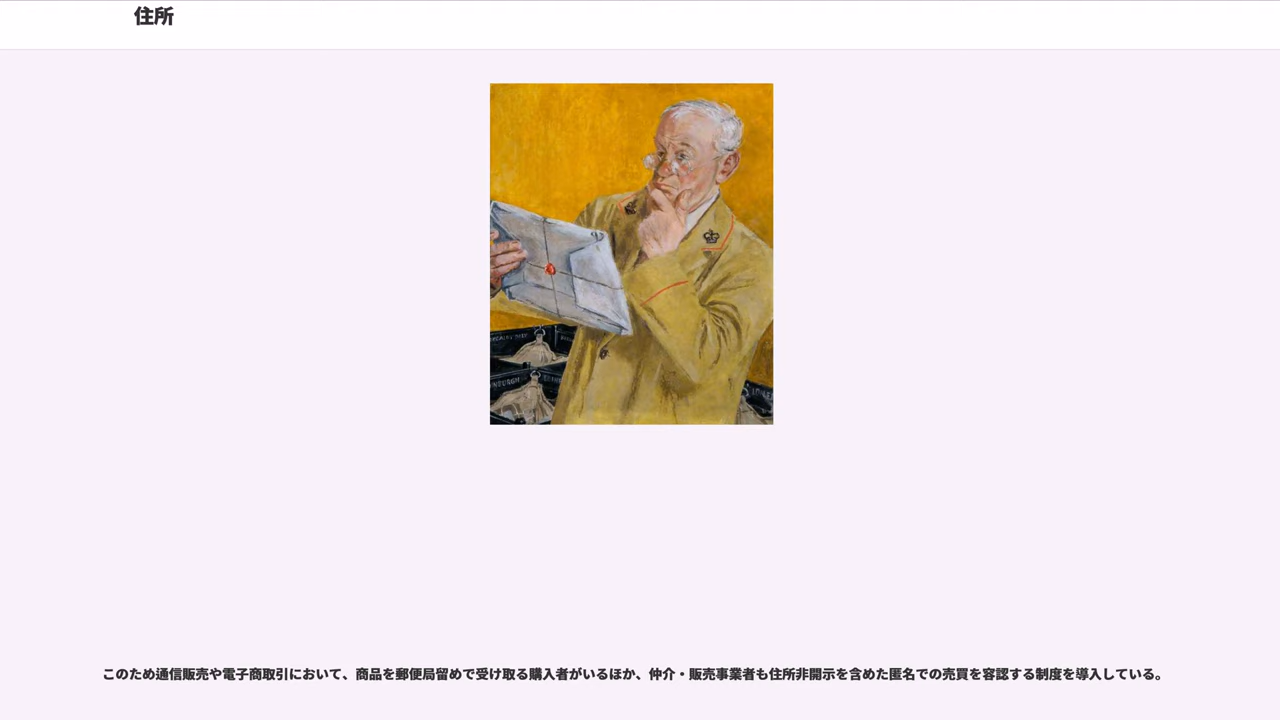 住所
このため通信販売や電子商取引において、商品を郵便局留めで受け取る購入者がいるほか、仲介・販売事業者も住所非開示を含めた匿名での売買を容認する制度を導入している。